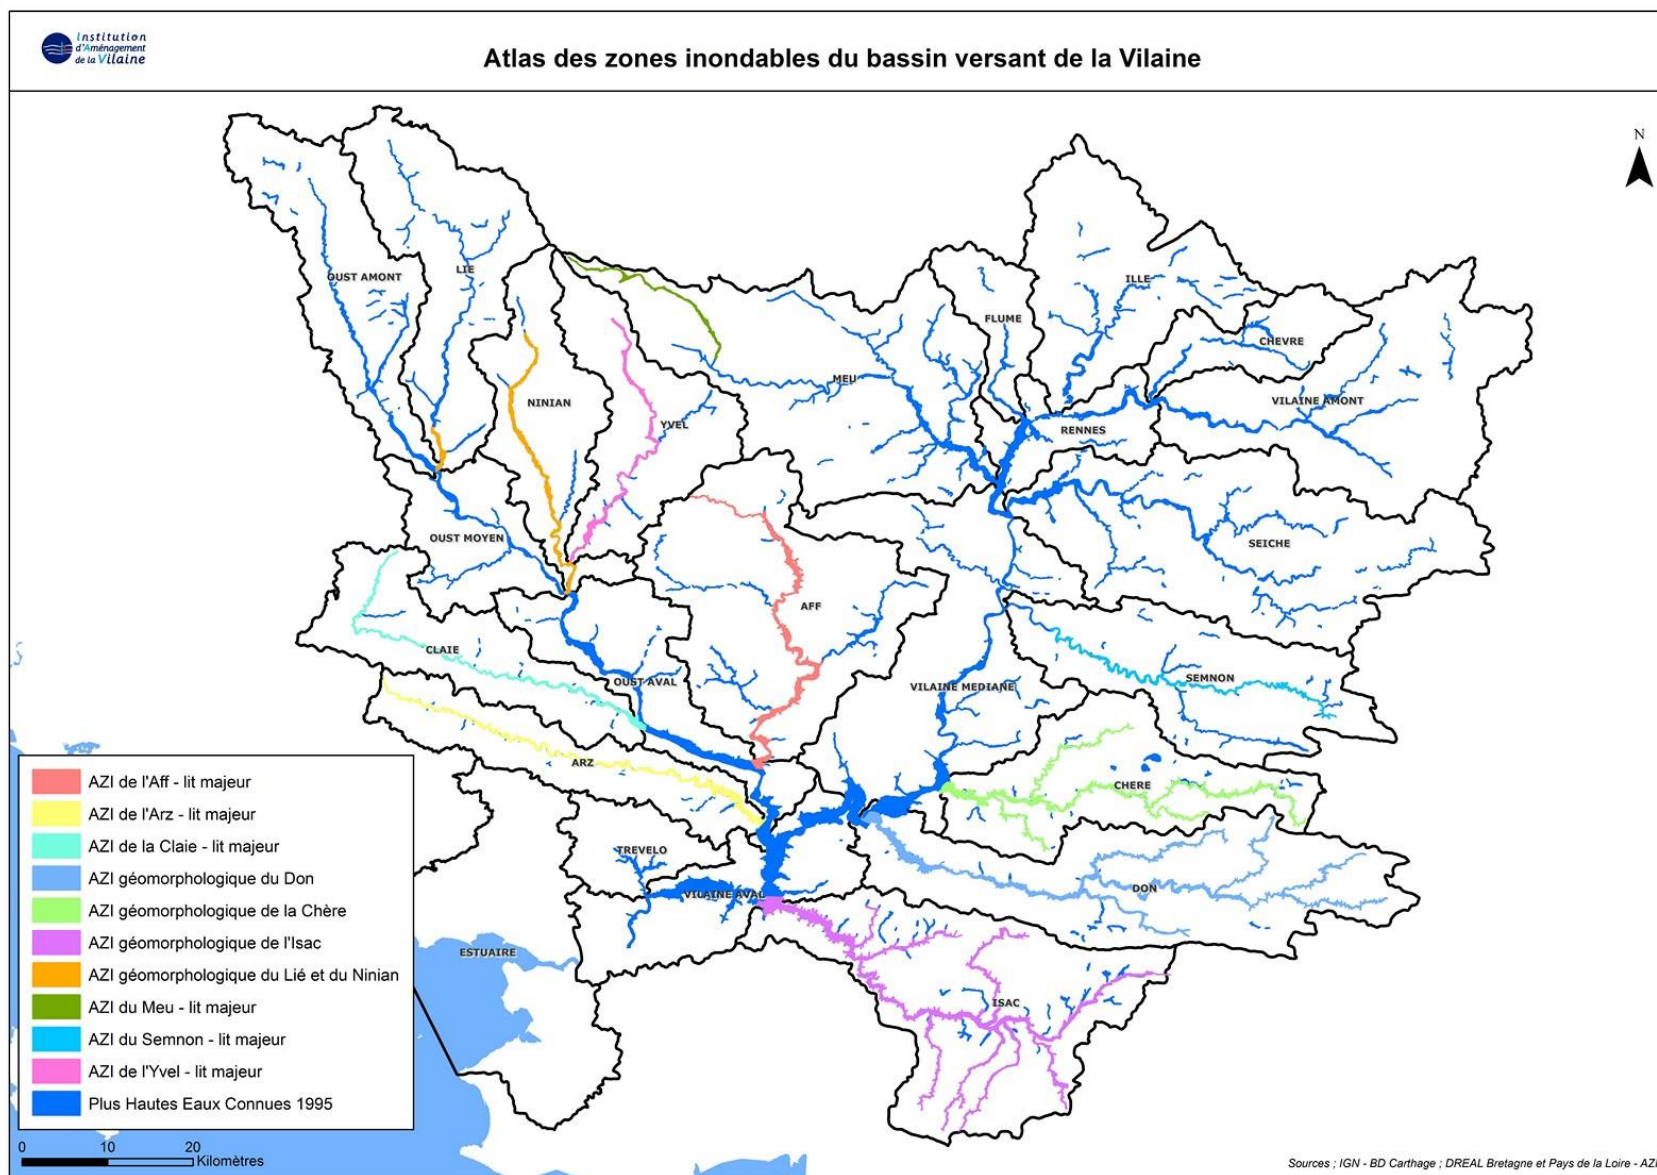 Institution
d'Aménagement
de la Vilaine
Atlas des zones inondables du bassin versant de la Vilaine
N
OUST AMONT
LIE
ILLE
FLUME
CHEVRE
MEU
NINIAN
YVEL
VILAINE AMONT
RENNES
OUST MOYEN
SEICHE
AFF
CLAIE
OUST AVAL
SEMNON
VILAINE MEDIANE
ARZ
CHERE
TREVELO
DON
VILAINE AVAL
ESTUAIRE
ISAC
AZI de l'Aff - lit majeur
AZI de l'Arz - lit majeur
AZI de la Claie - lit majeur
AZI géomorphologique du Don
AZI géomorphologique de la Chère
AZI géomorphologique de l'Isac
AZI géomorphologique du Lié et du Ninian
AZI du Meu - lit majeur
AZI du Semnon - lit majeur
AZI de l'Yvel - lit majeur
Plus Hautes Eaux Connues 1995
0 10 20
Kilomètres
Sources ; IGN - BD Carthage ; DREAL Bretagne et Pays de la Loire - AZI